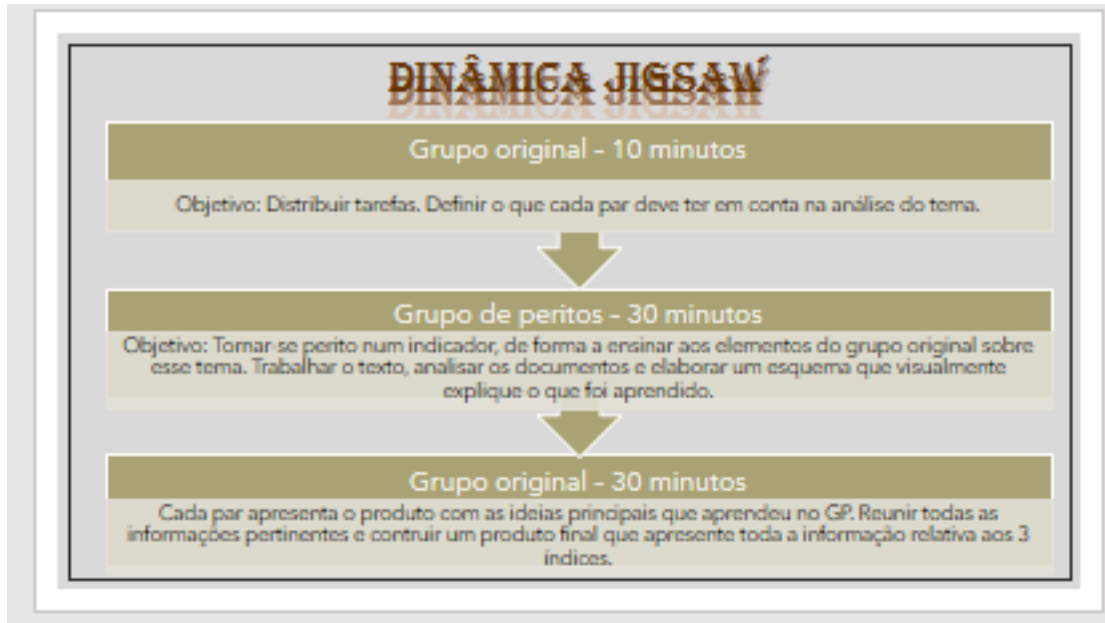 DINÂMICA JIGSAW
Grupo original - 10 minutos
Objetivo: Distribuir tarefas. Definir o que cada par deve ter em conta na análise do tema.
Grupo de peritos - 30 minutos
Objetivo: Tornar-se perito num indicador, de forma a ensinar aos elementos do grupo original sobre
esse tema. Trabalhar o texto, analisar os documentos e elaborar um esquema que visualmente
explique o que foi aprendido.
Grupo original - 30 minutos
Cada par apresenta o produto com as ideias principais que aprendeu no GP. Reunir todas as
informações pertinentes e contruir um produto final que apresente toda a informação relativa aos 3
índices.